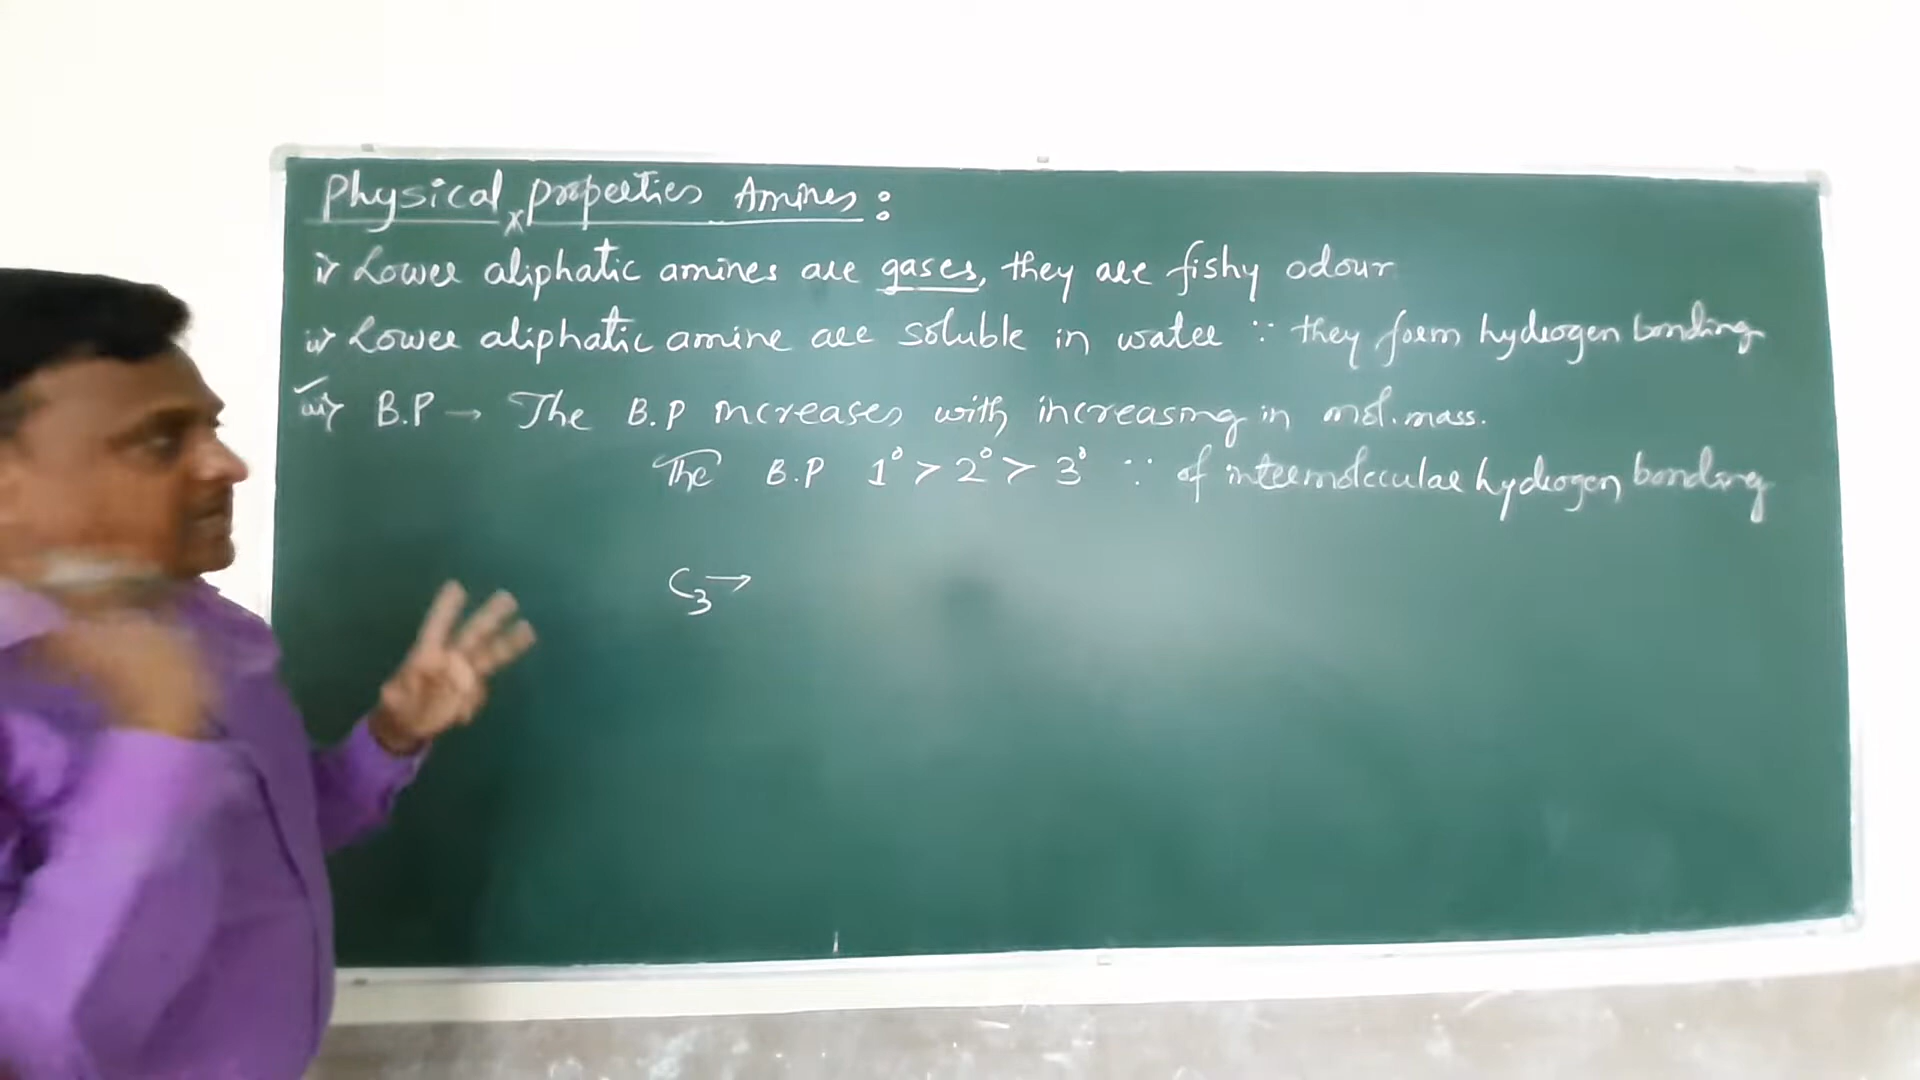 Physical properties Amines :
i) Lower aliphatic amines are gases, they are fishy odour
ii) Lower aliphatic amine are soluble in water ∵ they form hydrogen bonding
iii) B.P → The B.P increases with increasing in mol. mass.
The B.P 1° > 2° > 3° ∵ of intermolecular hydrogen bonding
C₃ →